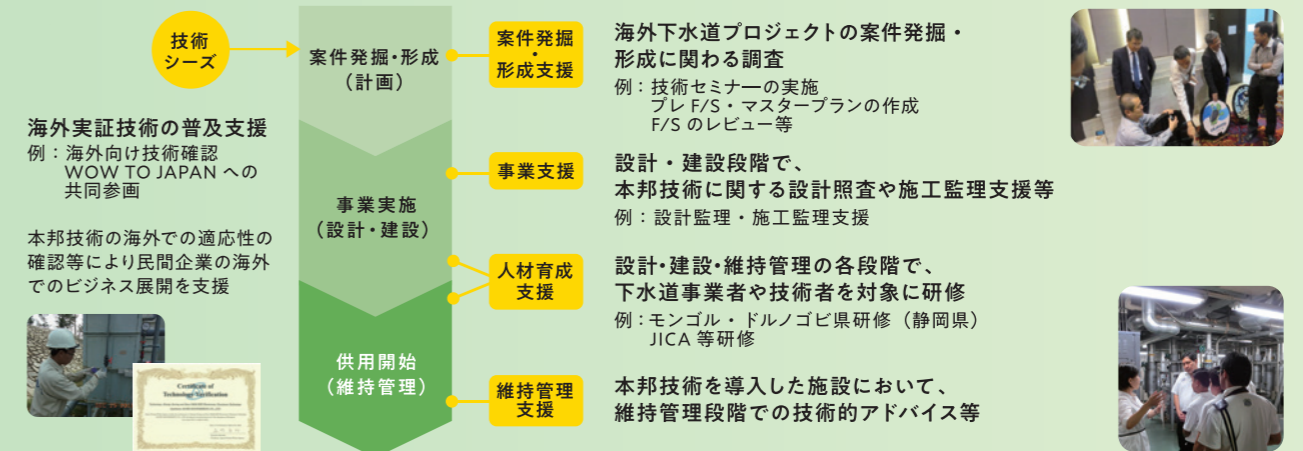 技術
シーズ
海外実証技術の普及支援
例：海外向け技術確認
WOW TO JAPAN への
共同参画
本邦技術の海外での適応性の
確認等により民間企業の海外
でのビジネス展開を支援
Certificate of
Technology Verification
案件発掘・形成
（計画）
事業実施
（設計・建設）
供用開始
（維持管理）
案件発掘
・
形成支援
海外下水道プロジェクトの案件発掘・
形成に関わる調査
例：技術セミナーの実施
プレ F/S・マスタープランの作成
F/S のレビュー等
事業支援
設計・建設段階で、
本邦技術に関する設計照査や施工監理支援等
例：設計監理・施工監理支援
人材育成
支援
設計・建設・維持管理の各段階で、
下水道事業者や技術者を対象に研修
例：モンゴル・ドルノゴビ県研修（静岡県）
JICA 等研修
維持管理
支援
本邦技術を導入した施設において、
維持管理段階での技術的アドバイス等